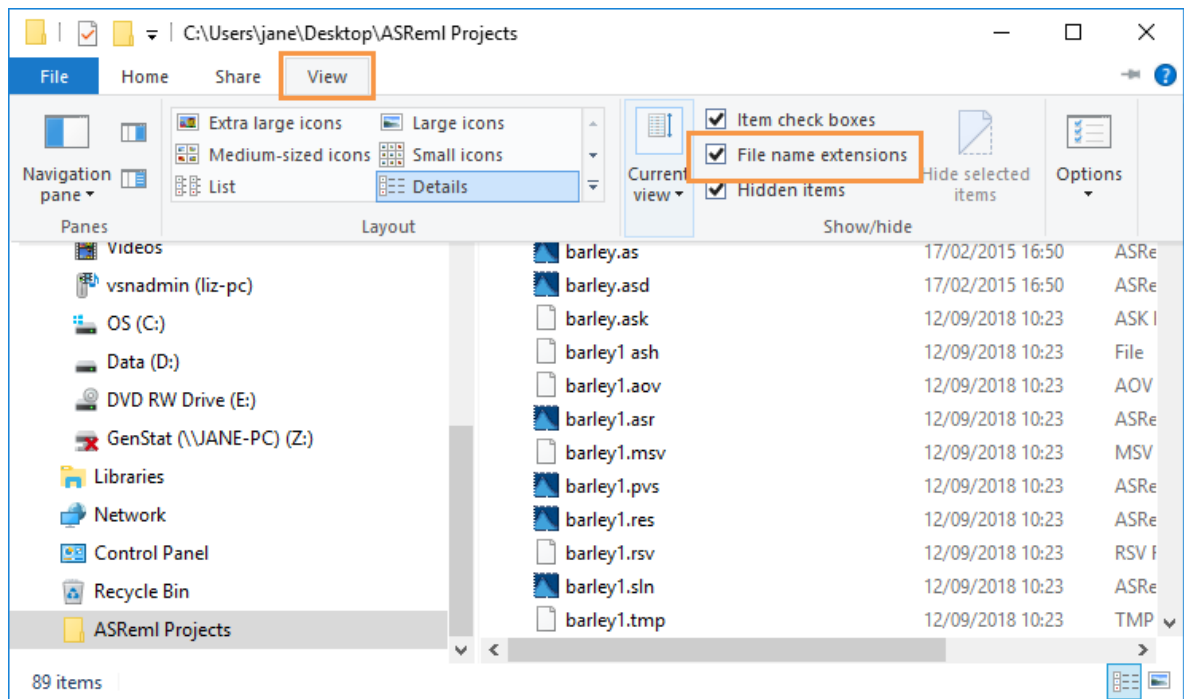 C:\Users\jane\Desktop\ASReml Projects
File Home Share View
Extra large icons Large icons
Medium-sized icons Small icons
List Details
Navigation pane
Panes
Layout
Item check boxes
File name extensions
Hidden items
Current view
Hide selected items
Options
Show/hide
Videos
vsnadmin (liz-pc)
OS (C:)
Data (D:)
DVD RW Drive (E:)
GenStat (\\JANE-PC) (Z:)
Libraries
Network
Control Panel
Recycle Bin
ASReml Projects
barley.as 17/02/2015 16:50 ASRe
barley.asd 17/02/2015 16:50 ASRe
barley.ask 12/09/2018 10:23 ASK
barley1 ash 12/09/2018 10:23 File
barley1.aov 12/09/2018 10:23 AOV
barley1.asr 12/09/2018 10:23 ASRe
barley1.msv 12/09/2018 10:23 MSV
barley1.pvs 12/09/2018 10:23 ASRe
barley1.res 12/09/2018 10:23 ASRe
barley1.rsv 12/09/2018 10:23 RSV
barley1.sln 12/09/2018 10:23 ASRe
barley1.tmp 12/09/2018 10:23 TMP
89 items